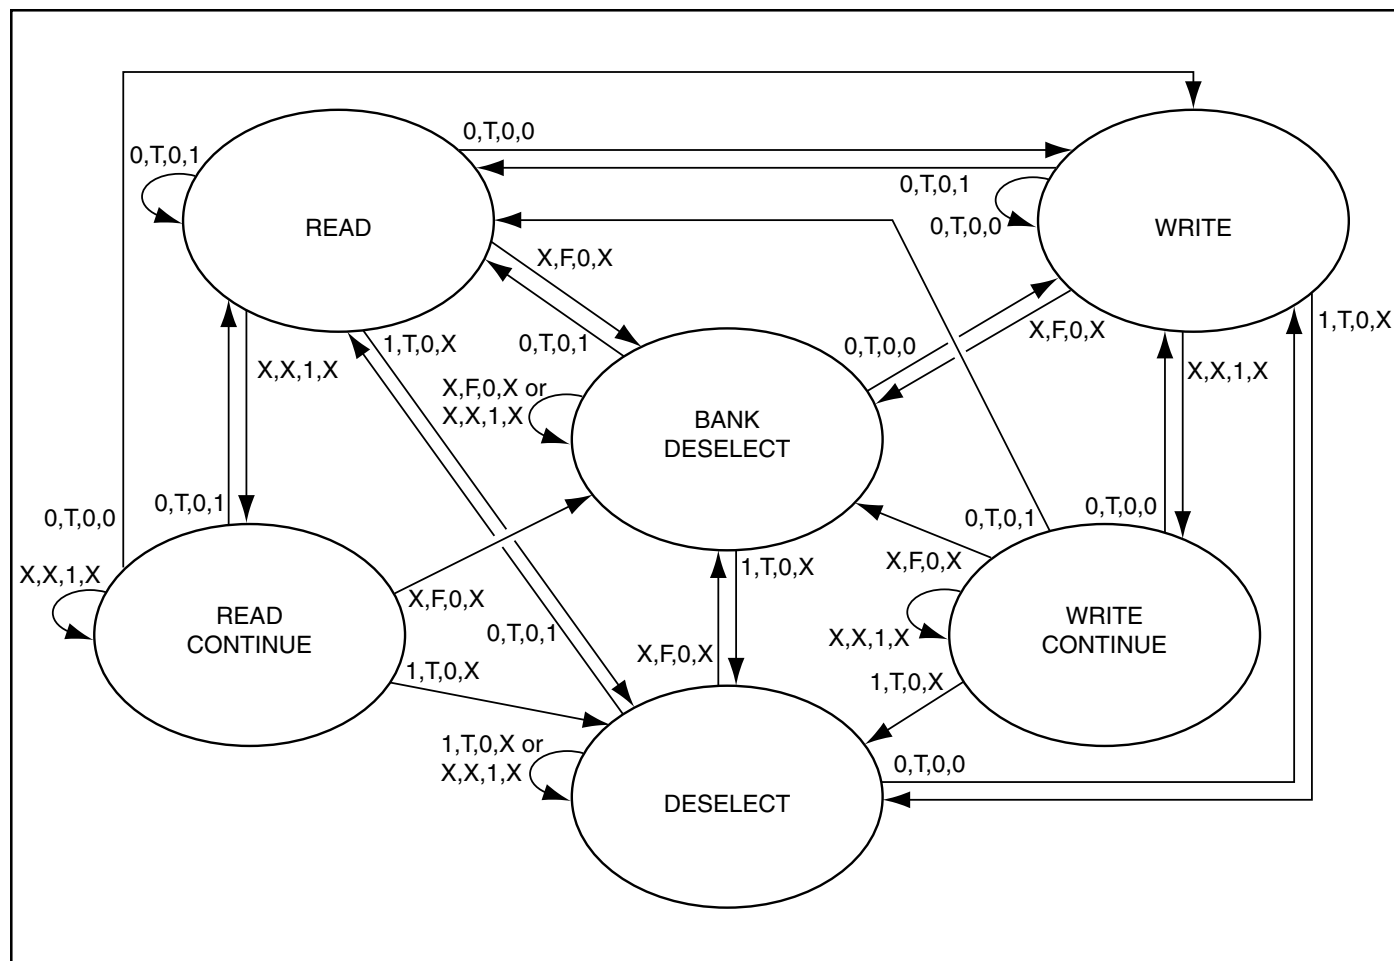 0,T,0,0
0,T,0,1
0,T,0,1
READ
0,T,0,0
WRITE
X,F,0,X
1,T,0,X
0,T,0,1
1,T,0,X
0,T,0,0
X,F,0,X
X,X,1,X
X,X,1,X
X,F,0,X or
X,X,1,X
BANK
DESELECT
0,T,0,0
0,T,0,1
0,T,0,1
0,T,0,0
X,X,1,X
READ
CONTINUE
X,F,0,X
1,T,0,X
X,F,0,X
WRITE
CONTINUE
X,X,1,X
0,T,0,1
X,F,0,X
1,T,0,X
1,T,0,X
1,T,0,X or
X,X,1,X
0,T,0,0
DESELECT